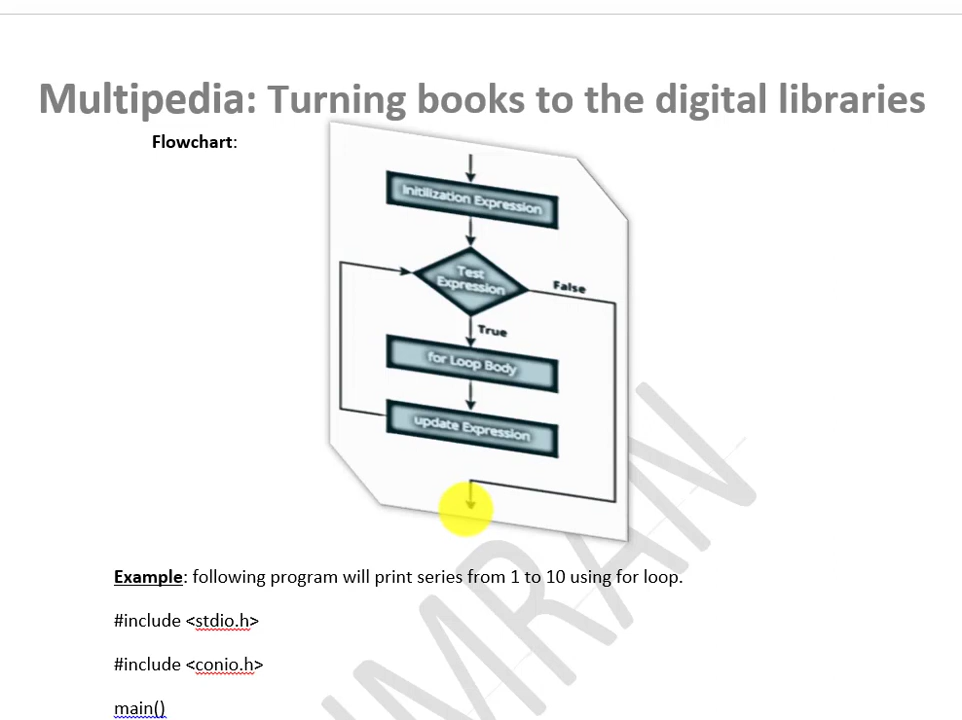 Multipedia: Turning books to the digital libraries
Flowchart:
Initilization Expression
Test
Expression
False
True
for Loop Body
update Expression
Example: following program will print series from 1 to 10 using for loop.
#include <stdio.h>
#include <conio.h>
main()
IMRAN